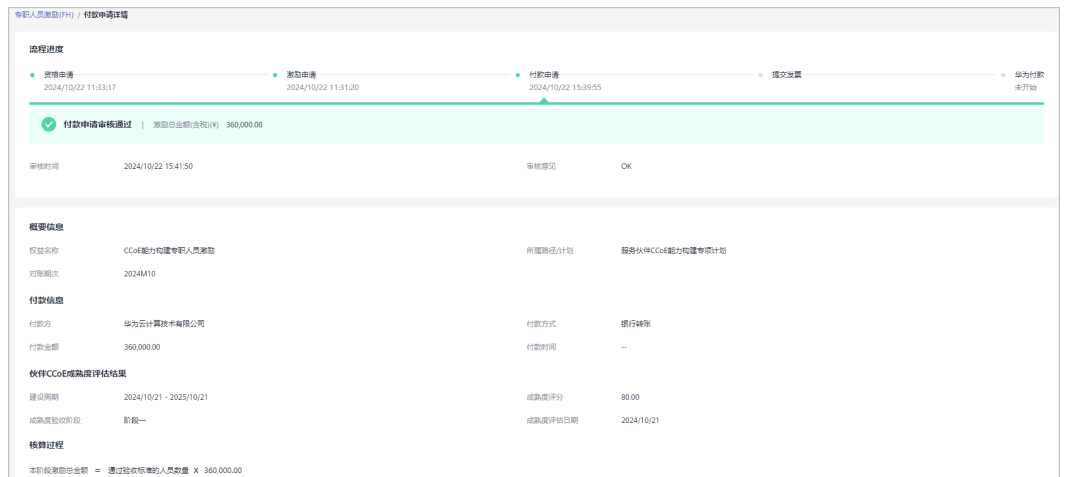 专职人员激励(FH) / 付款申请详情
流程进度
资格申请 激励申请 付款申请 提交发票 华为付款
2024/10/22 11:33:17 2024/10/22 11:31:20 2024/10/22 15:39:55 未开始
付款申请审核通过 | 激励总金额(含税)(¥) 360,000.00
审核时间 2024/10/22 15:41:50 审核意见 OK
概要信息
权益名称 CCoE能力构建专职人员激励 所属路径/计划 服务伙伴CCoE能力构建专项计划
对账期次 2024M10
付款信息
付款方 华为云计算技术有限公司 付款方式 银行转账
付款金额 360,000.00 付款时间 --
伙伴CCoE成熟度评估结果
建设周期 2024/10/21 - 2025/10/21 成熟度评分 80.00
成熟度验收阶段 阶段一 成熟度评估日期 2024/10/21
核算过程
本阶段激励总金额 = 通过验收标准的人员数量 X 360,000.00